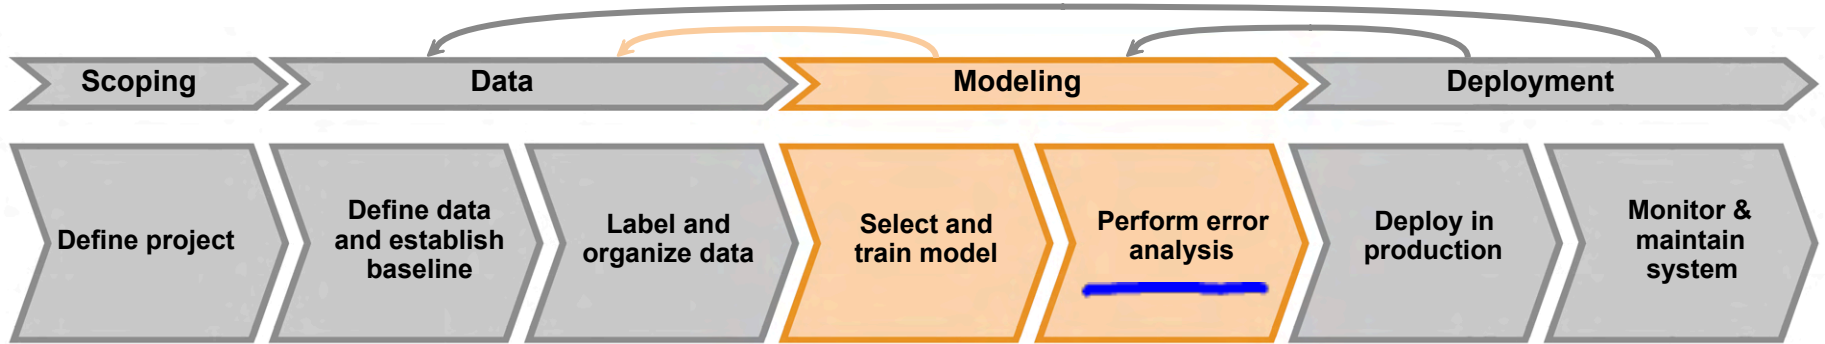 Scoping
Data
Modeling
Deployment
Define project
Define data
and establish
baseline
Label and
organize data
Select and
train model
Perform error
analysis
Deploy in
production
Monitor &
maintain
system